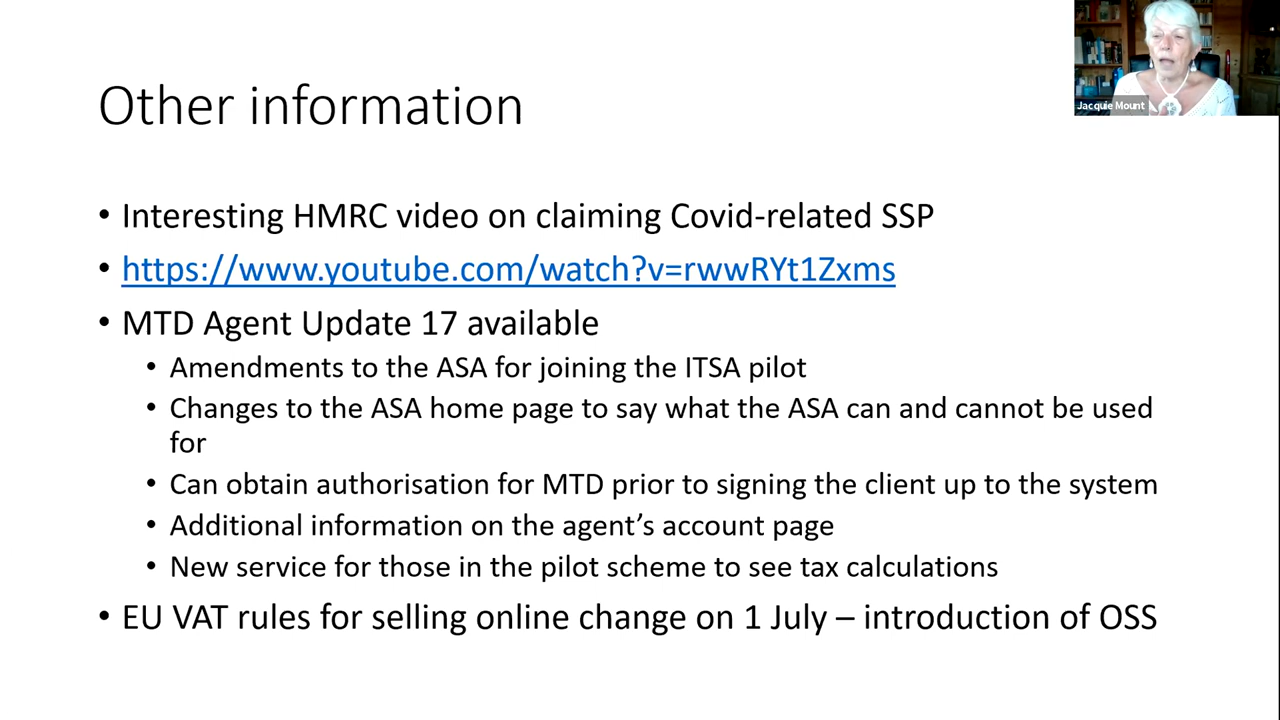 Other information
Jacquie Mount
• Interesting HMRC video on claiming Covid-related SSP
• https://www.youtube.com/watch?v=rwwRYt1Zxms
• MTD Agent Update 17 available
• Amendments to the ASA for joining the ITSA pilot
• Changes to the ASA home page to say what the ASA can and cannot be used
for
• Can obtain authorisation for MTD prior to signing the client up to the system
• Additional information on the agent’s account page
• New service for those in the pilot scheme to see tax calculations
• EU VAT rules for selling online change on 1 July – introduction of OSS